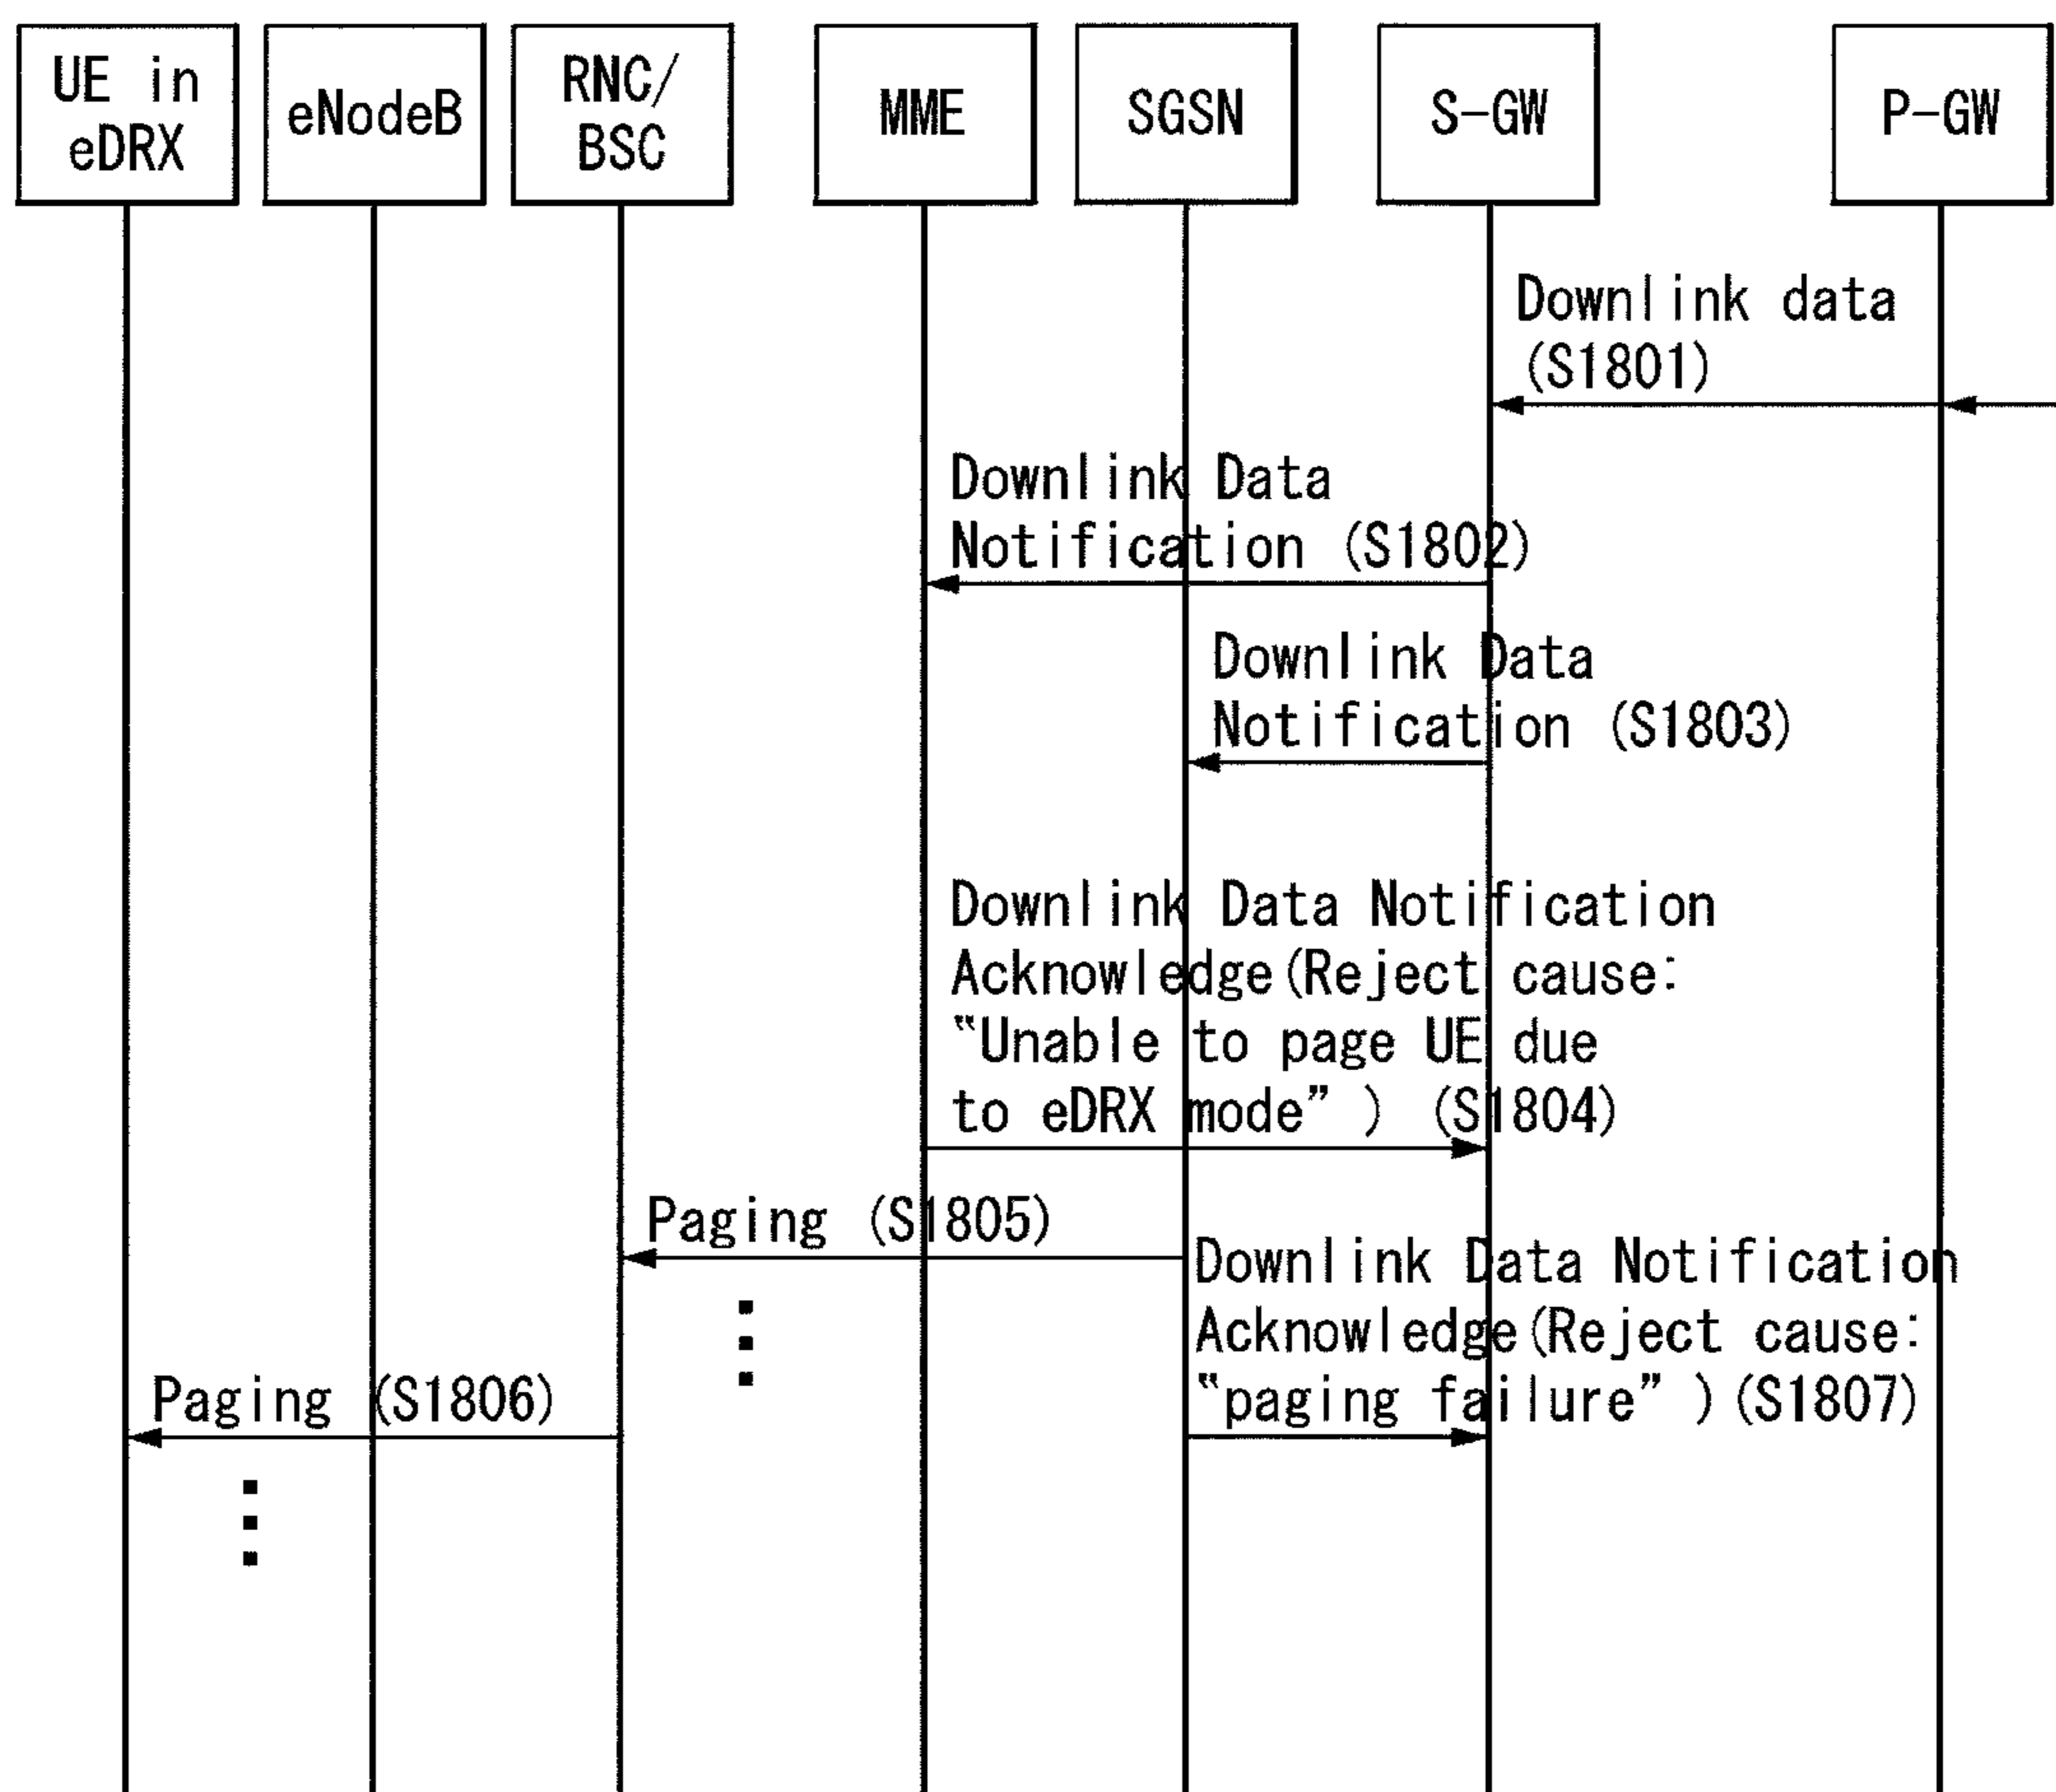 UE in
eDRX
eNodeB
RNC/
BSC
MME
SGSN
S-GW
P-GW
Downlink data
(S1801)
Downlink Data
Notification (S1802)
Downlink Data
Notification (S1803)
Downlink Data Notification
Acknowledge(Reject cause:
“Unable to page UE due
to eDRX mode” ) (S1804)
Paging (S1805)
Downlink Data Notification
Acknowledge(Reject cause:
“paging failure” )(S1807)
Paging (S1806)